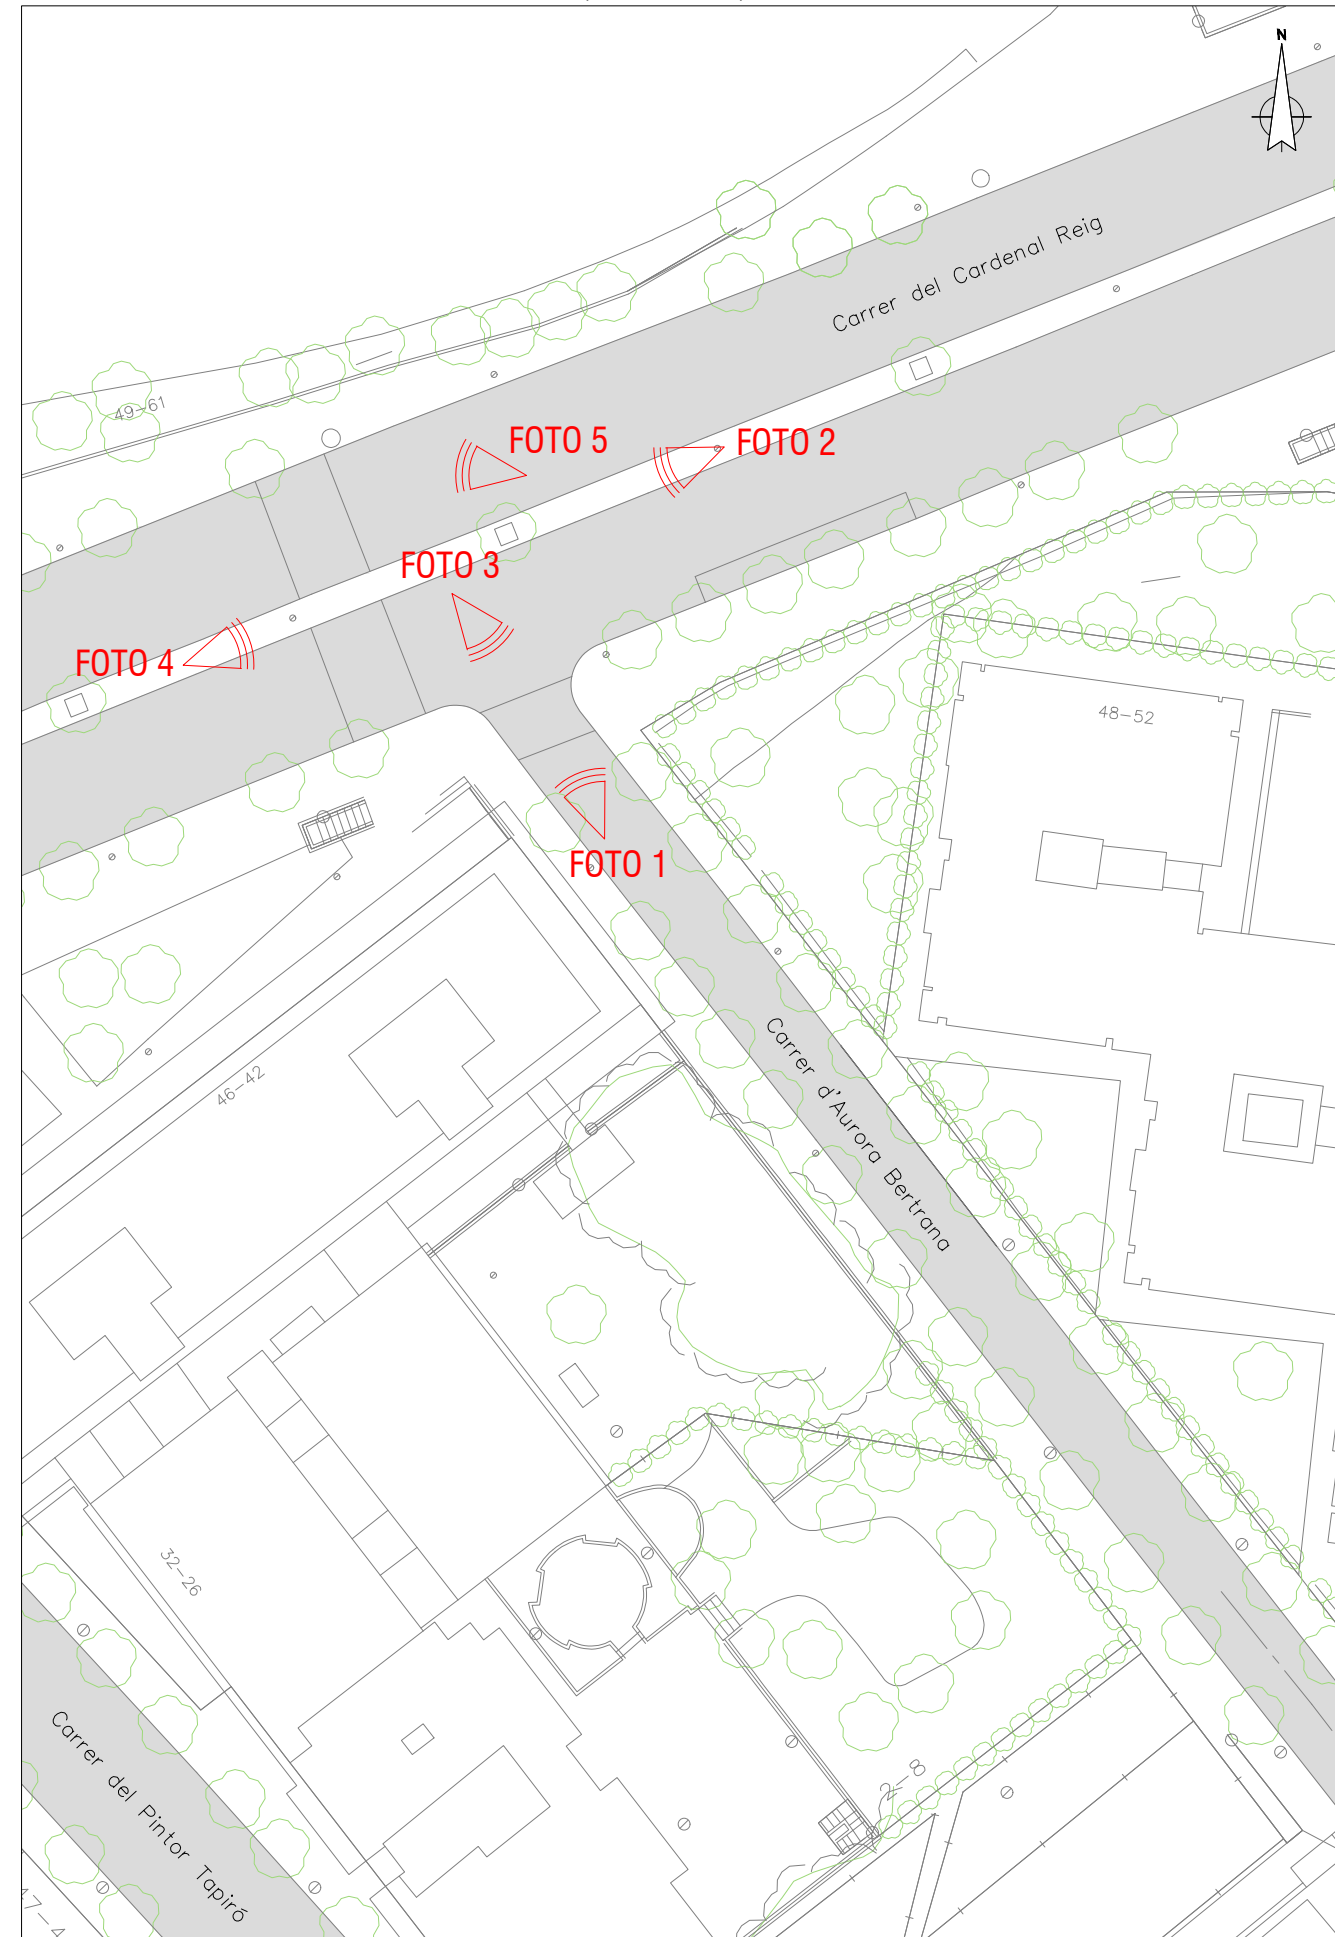 N
Carrer del Cardenal Reig
49-61
FOTO 5
FOTO 2
FOTO 3
FOTO 4
48-52
FOTO 1
Carrer d'Aurora Bertrana
46-42
32-26
Carrer del Pintor Tapiró
2-8